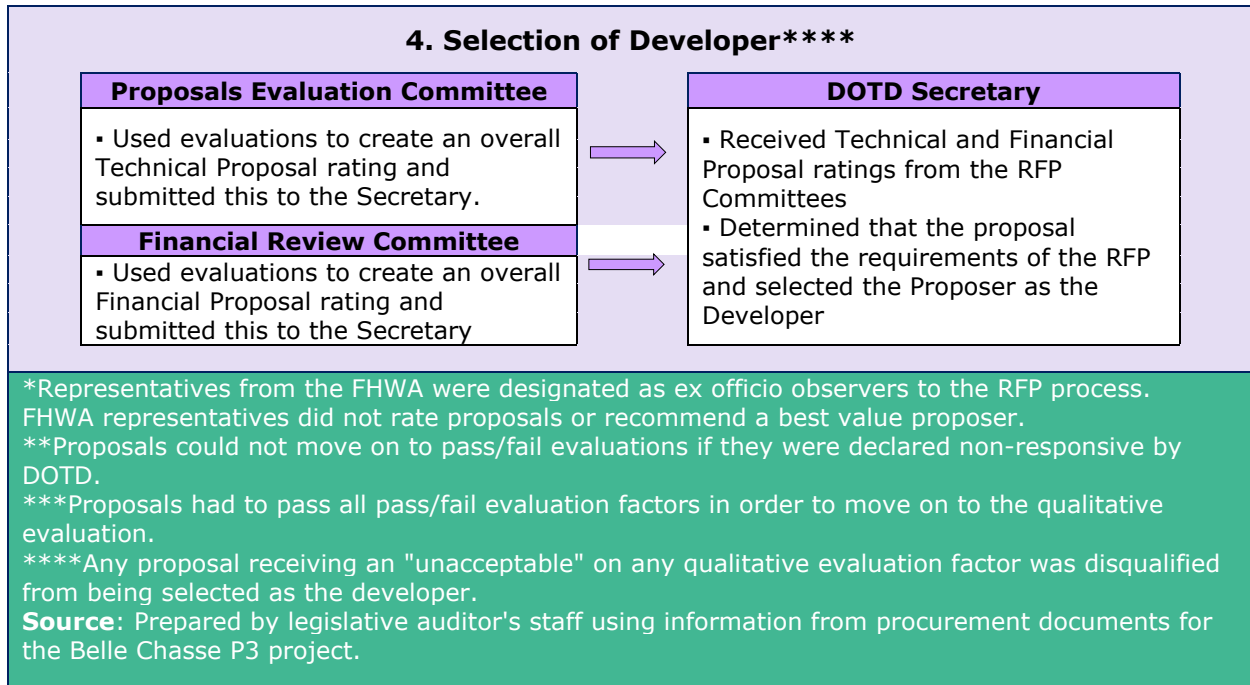 4. Selection of Developer****
Proposals Evaluation Committee
▪ Used evaluations to create an overall
Technical Proposal rating and
submitted this to the Secretary.
Financial Review Committee
▪ Used evaluations to create an overall
Financial Proposal rating and
submitted this to the Secretary
DOTD Secretary
▪ Received Technical and Financial
Proposal ratings from the RFP
Committees
▪ Determined that the proposal
satisfied the requirements of the RFP
and selected the Proposer as the
Developer
*Representatives from the FHWA were designated as ex officio observers to the RFP process.
FHWA representatives did not rate proposals or recommend a best value proposer.
**Proposals could not move on to pass/fail evaluations if they were declared non-responsive by
DOTD.
***Proposals had to pass all pass/fail evaluation factors in order to move on to the qualitative
evaluation.
****Any proposal receiving an "unacceptable" on any qualitative evaluation factor was disqualified
from being selected as the developer.
Source: Prepared by legislative auditor's staff using information from procurement documents for
the Belle Chasse P3 project.